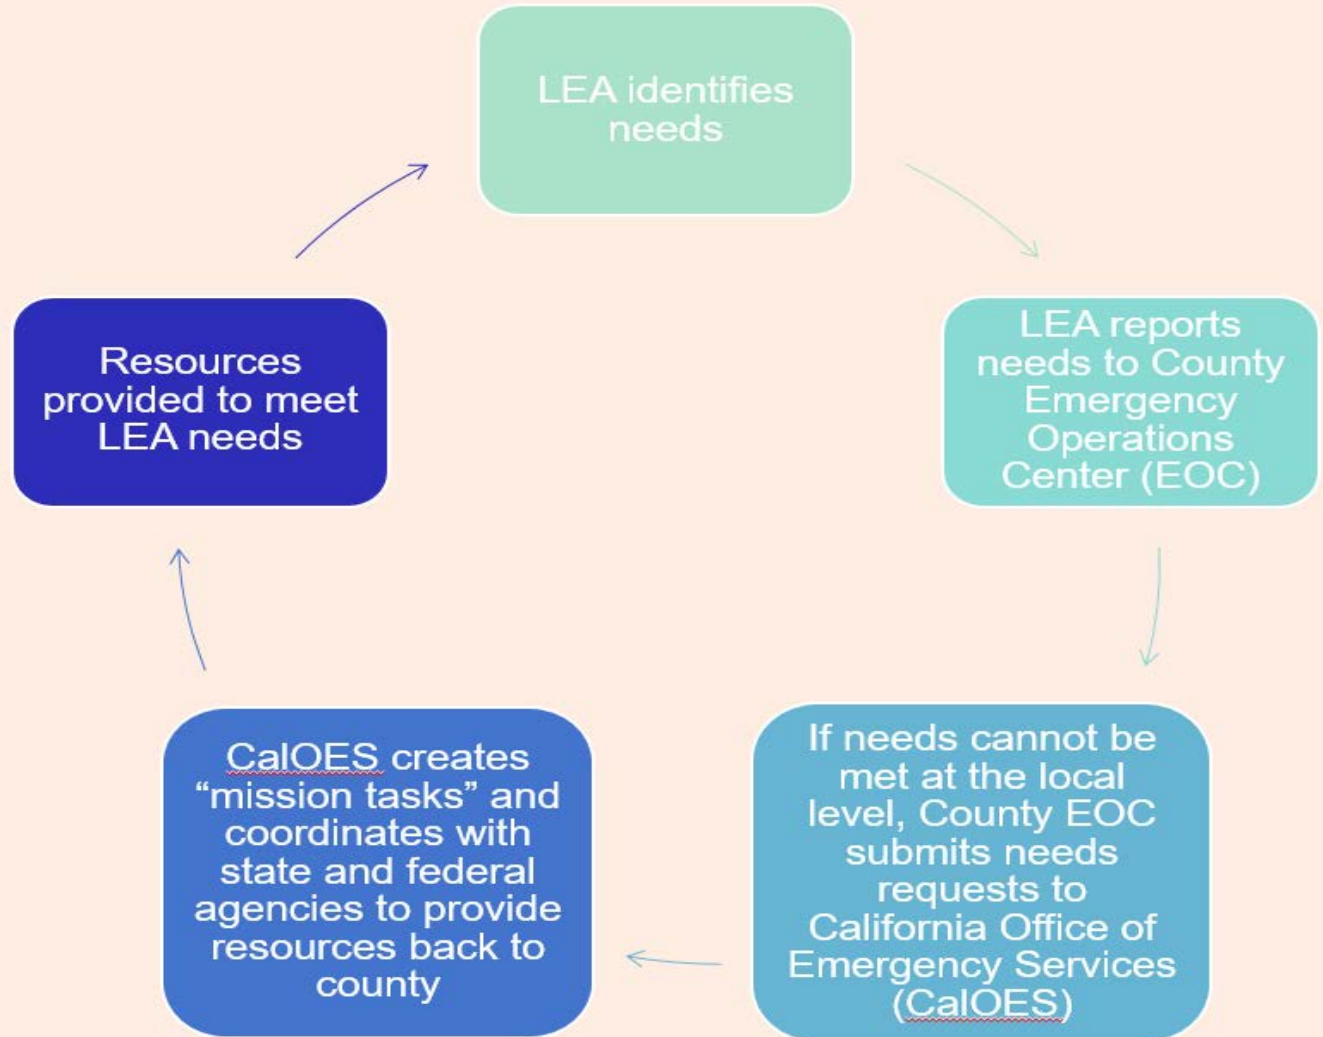 LEA identifies
needs
LEA reports
needs to County
Emergency
Operations
Center (EOC)
If needs cannot be
met at the local
level, County EOC
submits needs
requests to
California Office of
Emergency Services
(CalOES)
CalOES creates
“mission tasks” and
coordinates with
state and federal
agencies to provide
resources back to
county
Resources
provided to meet
LEA needs